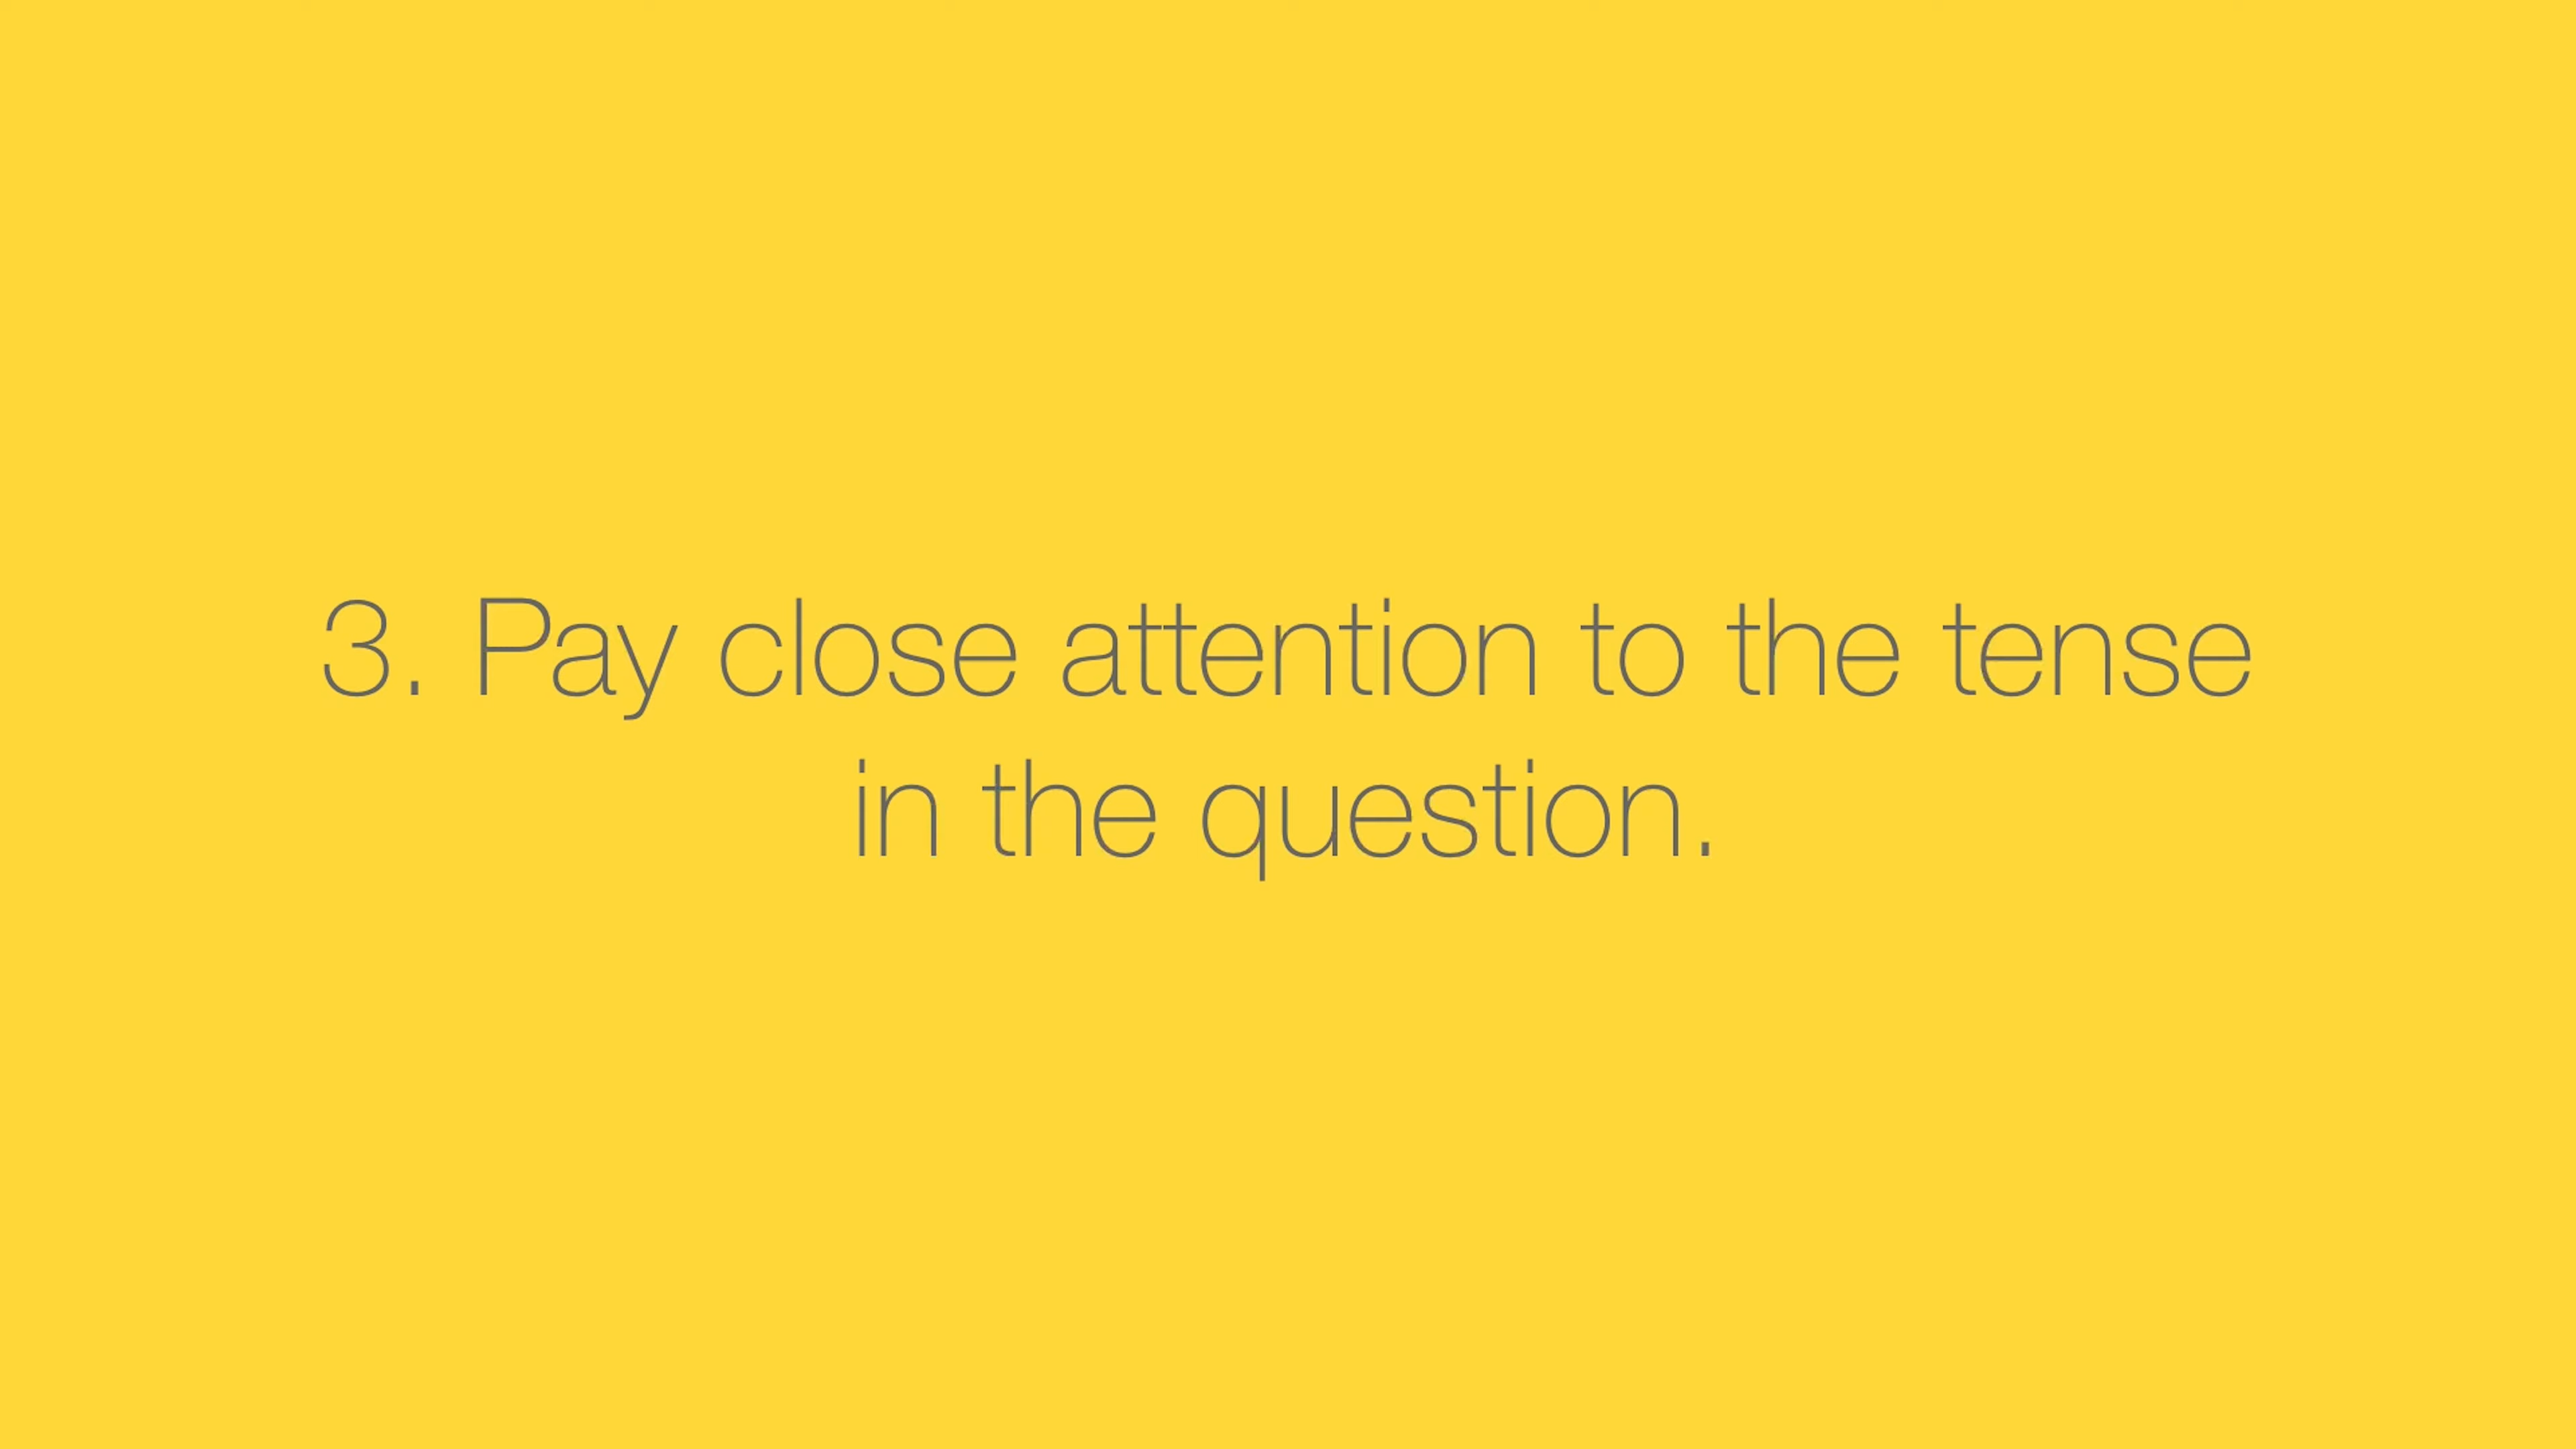 3. Pay close attention to the tense
in the question.